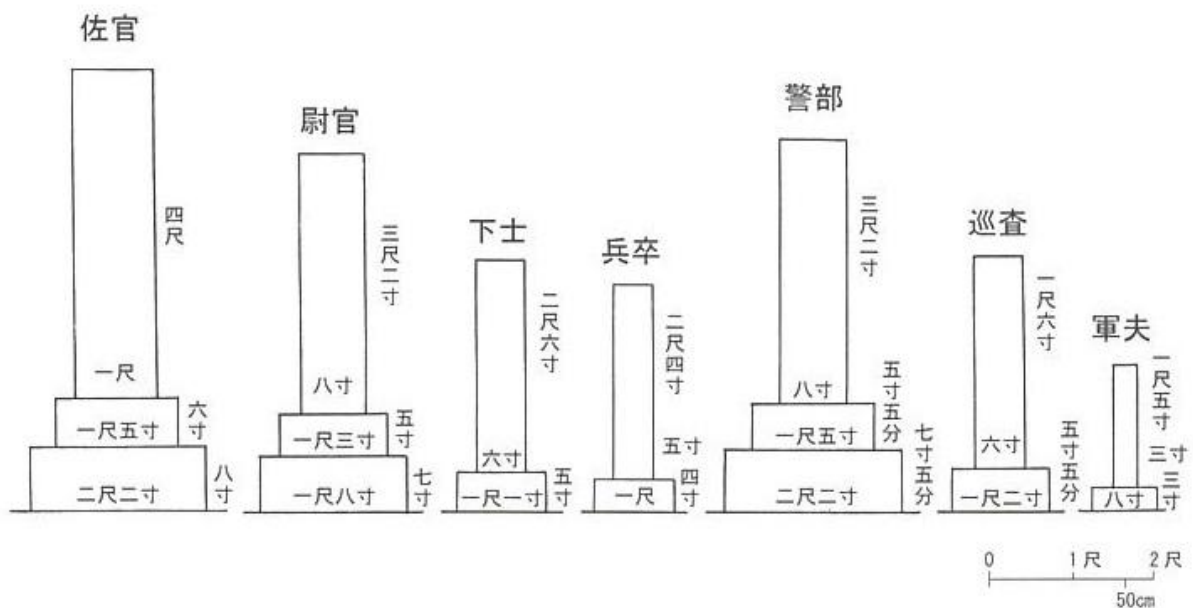 佐官
四尺
一尺
六寸
一尺五寸
八寸
二尺二寸
尉官
三尺二寸
八寸
五寸
一尺三寸
七寸
一尺八寸
下士
二尺六寸
六寸
五寸
一尺一寸
兵卒
二尺四寸
五寸
四寸
一尺
警部
三尺二寸
八寸
五寸五分
一尺五寸
七寸五分
二尺二寸
巡査
一尺六寸
六寸
五寸五分
一尺二寸
軍夫
一尺五寸
三寸
三寸
八寸
0 1尺 2尺
50cm